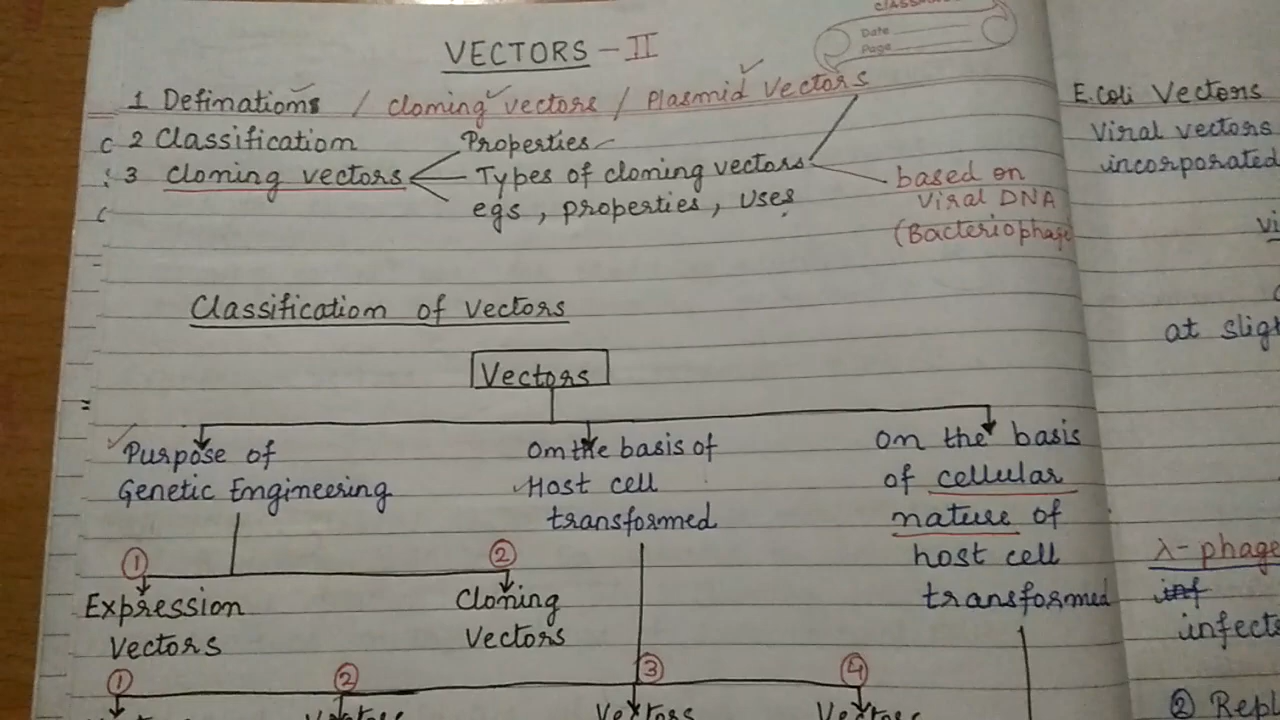 VECTORS - II
Date
Page
1 Definations / cloning vectors / Plasmid Vectors
2 Classification
3 cloning vectors
Properties
Types of cloning vectors
egs, properties, uses
based on
Viral DNA
(Bacteriophage
Classification of vectors
Vectors
Purpose of
Genetic Engineering
On the basis of
Host cell
transformed
On the basis
of cellular
nature of
host cell
transformed
① ②
Expression
Vectors
Cloning
Vectors
① ② ③ ④
Vectors Vectors
E.coli Vectors
Viral vectors
incorporated
vi
at sligh
λ-phage
inf
infects
② Repl